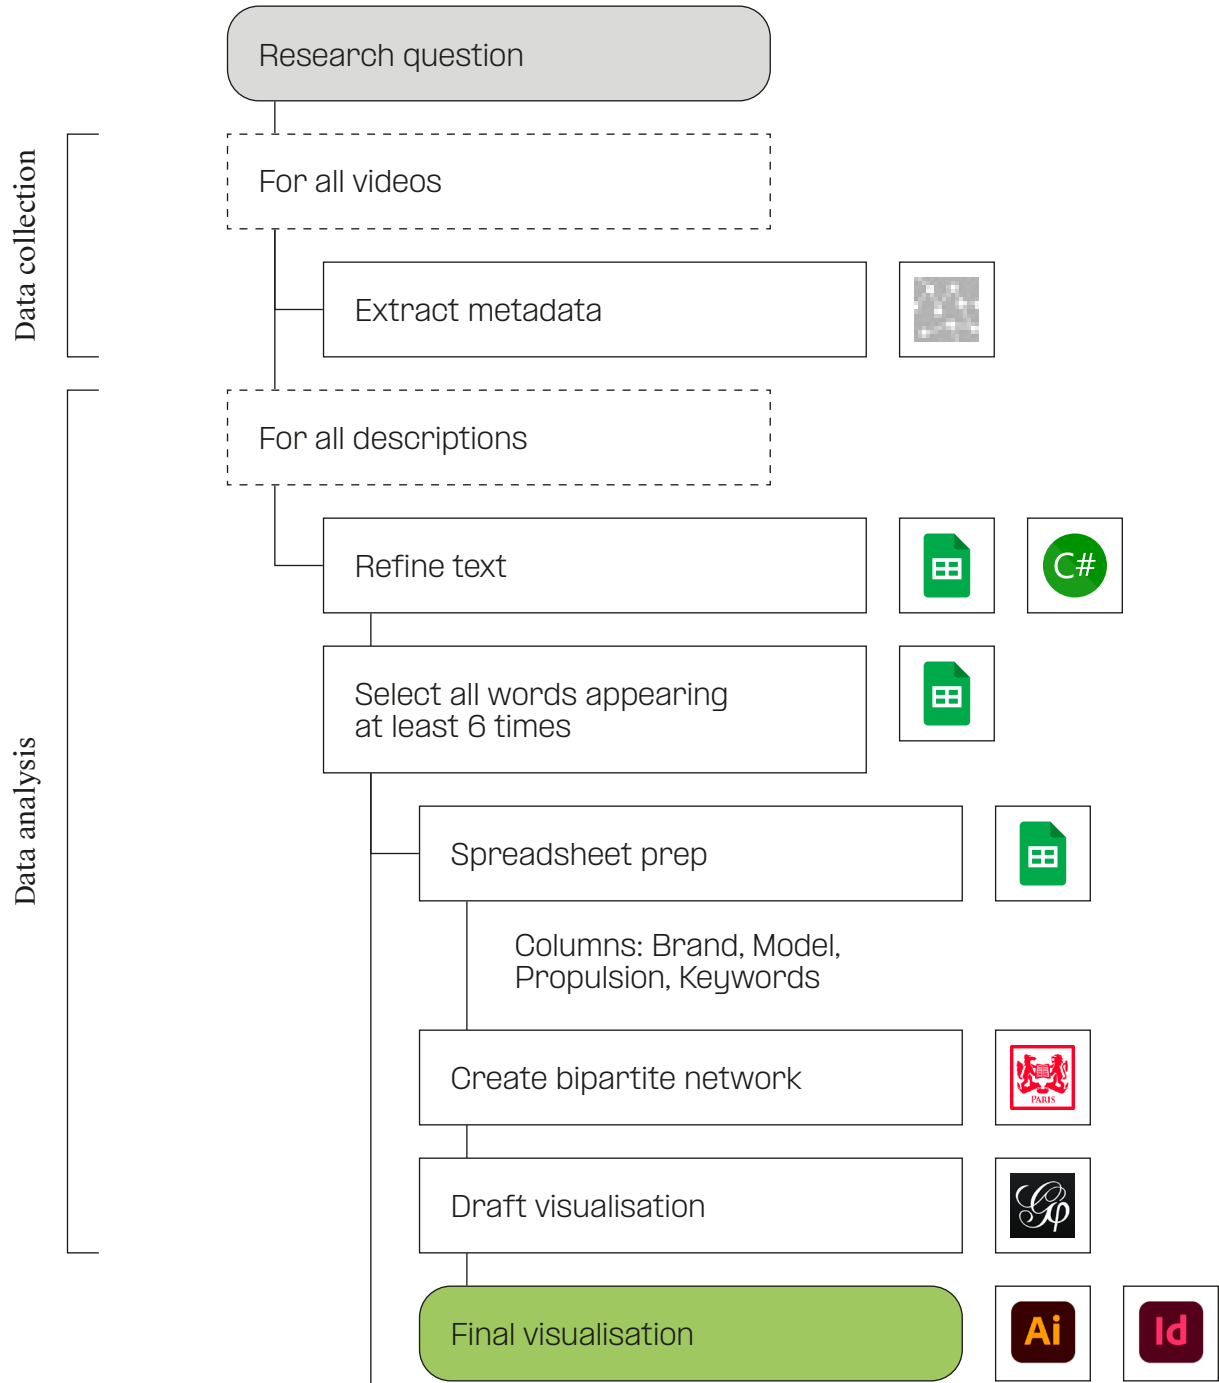 Research question
Data collection
For all videos
Extract metadata
Data analysis
For all descriptions
Refine text
C#
Select all words appearing
at least 6 times
Spreadsheet prep
Columns: Brand, Model,
Propulsion, Keywords
Create bipartite network
PARIS
Draft visualisation
Gφ
Final visualisation
Ai
Id